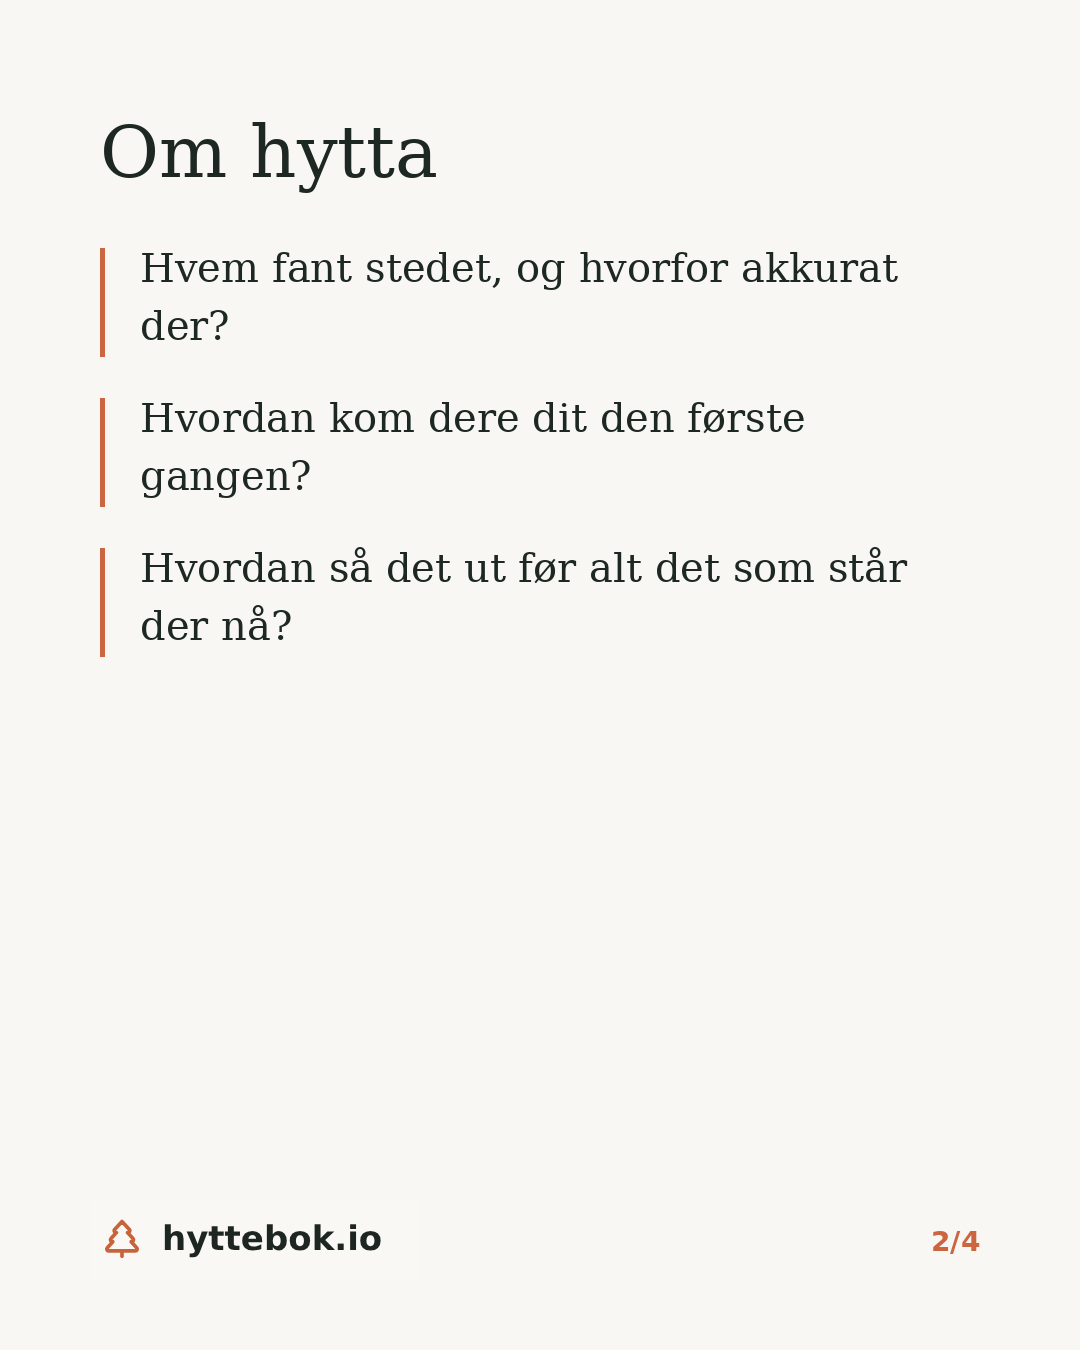 Om hytta
Hvem fant stedet, og hvorfor akkurat
der?
Hvordan kom dere dit den første
gangen?
Hvordan så det ut før alt det som står
der nå?
hyttebok.io
2/4